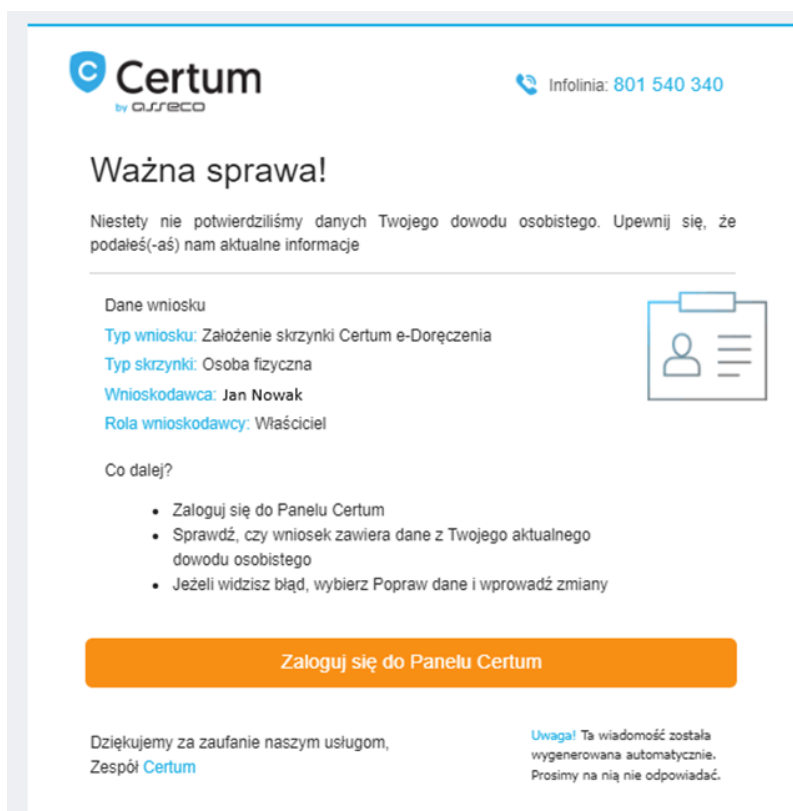 Certum
by asseco
Infolinia: 801 540 340
Ważna sprawa!
Niestety nie potwierdziliśmy danych Twojego dowodu osobistego. Upewnij się, że
podałeś(-aś) nam aktualne informacje
Dane wniosku
Typ wniosku: Założenie skrzynki Certum e-Doręczenia
Typ skrzynki: Osoba fizyczna
Wnioskodawca: Jan Nowak
Rola wnioskodawcy: Właściciel
Co dalej?
• Zaloguj się do Panelu Certum
• Sprawdź, czy wniosek zawiera dane z Twojego aktualnego
dowodu osobistego
• Jeżeli widzisz błąd, wybierz Popraw dane i wprowadź zmiany
Zaloguj się do Panelu Certum
Dziękujemy za zaufanie naszym usługom,
Zespół Certum
Uwaga! Ta wiadomość została
wygenerowana automatycznie.
Prosimy na nią nie odpowiadać.